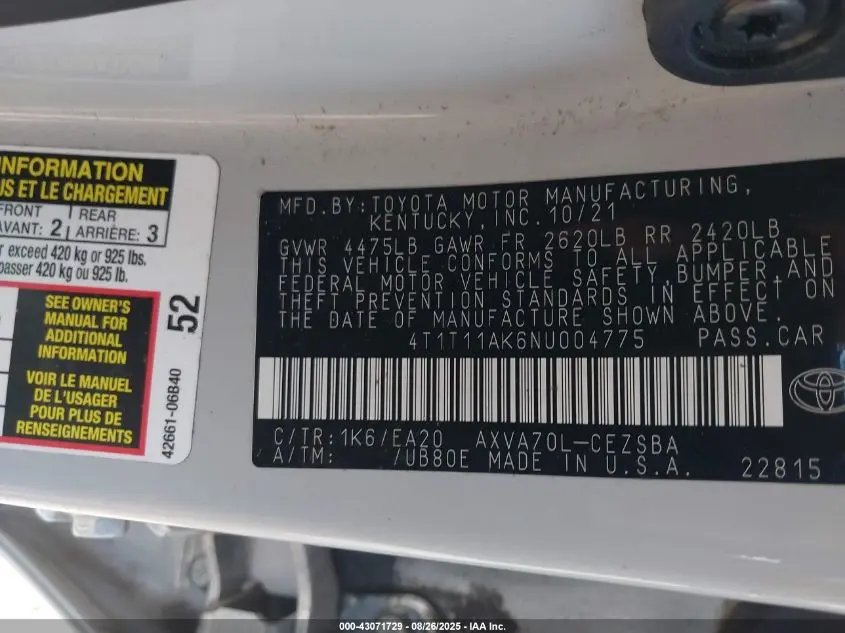 INFORMATION
US ET LE CHARGEMENT
FRONT
AVANT: 2
REAR
ARRIÈRE: 3
exceed 420 kg or 925 lbs.
passer 420 kg ou 925 lb.
SEE OWNER'S
MANUAL FOR
ADDITIONAL
INFORMATION
VOIR LE MANUEL
DE L'USAGER
POUR PLUS DE
RENSEIGNEMENTS
52
42661-06B40
MFD.BY:TOYOTA MOTOR MANUFACTURING,
KENTUCKY, INC.10/21
GVWR 4475LB GAWR FR 2620LB RR 2420LB
THIS VEHICLE CONFORMS TO ALL APPLICABLE
FEDERAL MOTOR VEHICLE SAFETY,BUMPER,AND
THEFT PREVENTION STANDARDS IN EFFECT ON
THE DATE OF MANUFACTURE SHOWN ABOVE.
4T1T11AK6NU004775 PASS.CAR
C/TR:1K6/EA20 AXVA70L-CEZSBA
A/TM: /UB80E MADE IN U.S.A.
22815
000-43071729 - 08/26/2025 - IAA Inc.